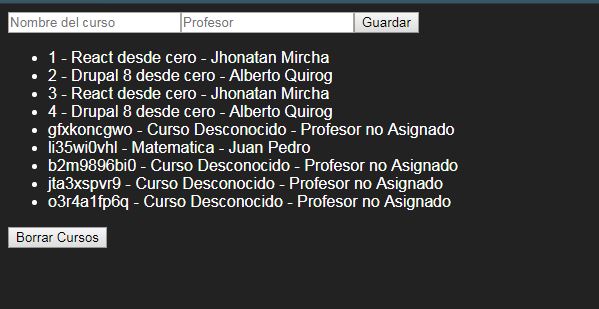 Nombre del curso Profesor Guardar
1 - React desde cero - Jhonatan Mircha
2 - Drupal 8 desde cero - Alberto Quirog
3 - React desde cero - Jhonatan Mircha
4 - Drupal 8 desde cero - Alberto Quirog
gfxkoncgwo - Curso Desconocido - Profesor no Asignado
li35wi0vhl - Matematica - Juan Pedro
b2m9896bi0 - Curso Desconocido - Profesor no Asignado
jta3xspvr9 - Curso Desconocido - Profesor no Asignado
o3r4a1fp6q - Curso Desconocido - Profesor no Asignado
Borrar Cursos